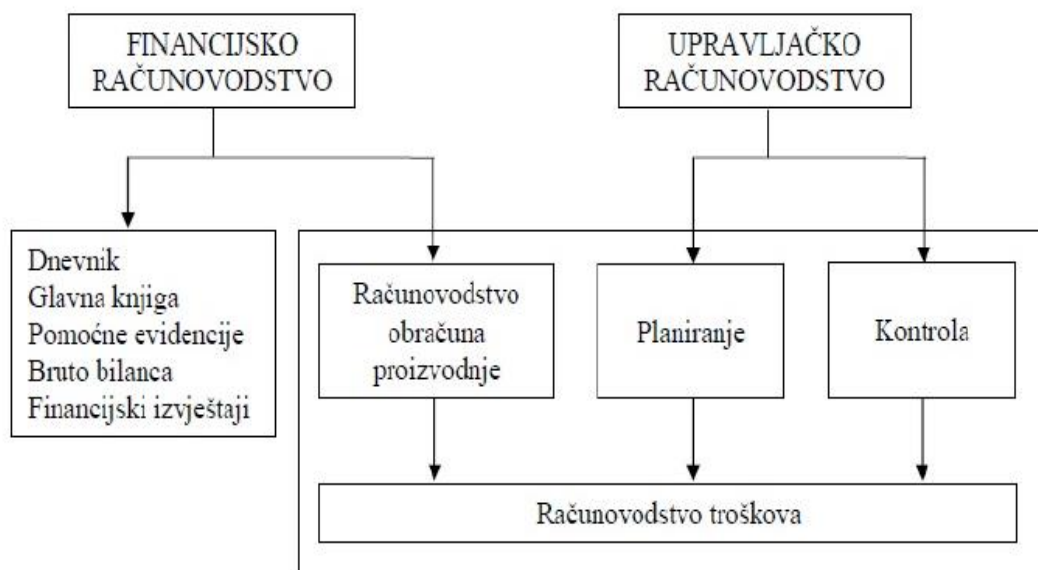 FINANCIJSKO
RAČUNOVODSTVO
UPRAVLJAČKO
RAČUNOVODSTVO
Dnevnik
Glavna knjiga
Pomoćne evidencije
Bruto bilanca
Financijski izvještaji
Računovodstvo
obračuna
proizvodnje
Planiranje
Kontrola
Računovodstvo troškova